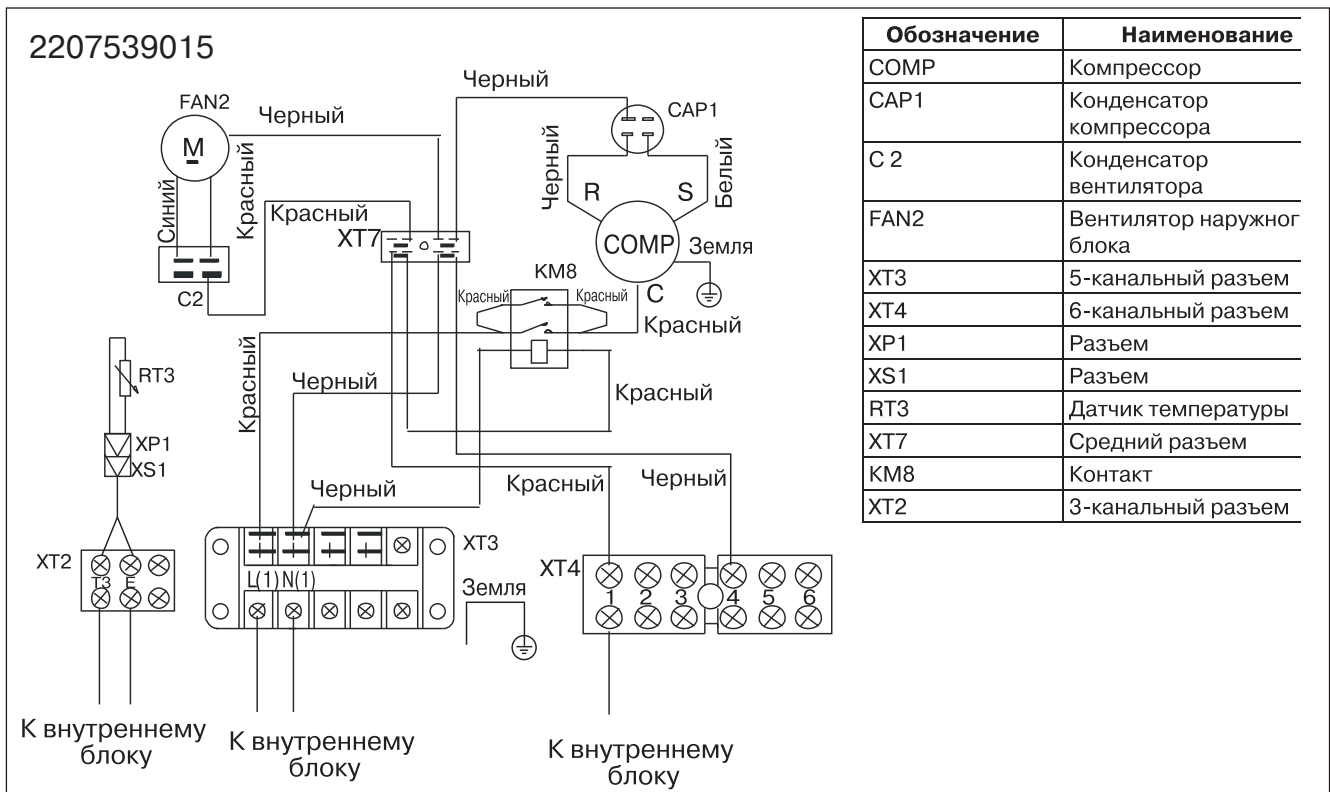 2207539015
FAN2
M
Черный
Черный
CAP1
Синий
Красный
Красный
XT7
C2
Черный
Белый
R
S
COMP
Земля
C
KM8
Красный
Красный
Красный
Красный
Черный
Красный
RT3
XP1
XS1
Черный
Красный
Черный
XT2
T3 E
XT3
L(1) N(1)
Земля
XT4
1 2 3 4 5 6
К внутреннему
блоку
К внутреннему
блоку
К внутреннему
блоку
Обозначение Наименование
COMP Компрессор
CAP1 Конденсатор
компрессора
C 2 Конденсатор
вентилятора
FAN2 Вентилятор наружног
блока
XT3 5-канальный разъем
XT4 6-канальный разъем
XP1 Разъем
XS1 Разъем
RT3 Датчик температуры
XT7 Средний разъем
KM8 Контакт
XT2 3-канальный разъем